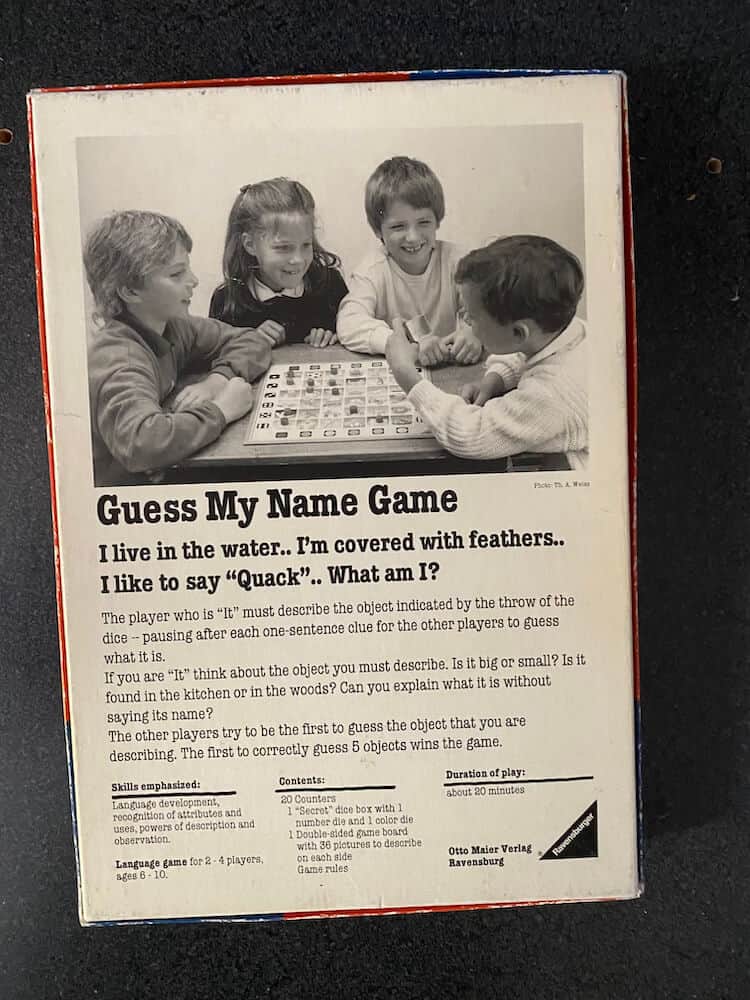 Photo: Th. A. Weiss
Guess My Name Game
I live in the water.. I'm covered with feathers..
I like to say “Quack”.. What am I?
The player who is “It” must describe the object indicated by the throw of the
dice -- pausing after each one-sentence clue for the other players to guess
what it is.
If you are “It” think about the object you must describe. Is it big or small? Is it
found in the kitchen or in the woods? Can you explain what it is without
saying its name?
The other players try to be the first to guess the object that you are
describing. The first to correctly guess 5 objects wins the game.
Skills emphasized:
Language development,
recognition of attributes and
uses, powers of description and
observation.
Language game for 2 - 4 players,
ages 6 - 10.
Contents:
20 Counters
1 “Secret” dice box with 1
number die and 1 color die
1 Double-sided game board
with 36 pictures to describe
on each side
Game rules
Duration of play:
about 20 minutes
Otto Maier Verlag
Ravensburg
Ravensburger